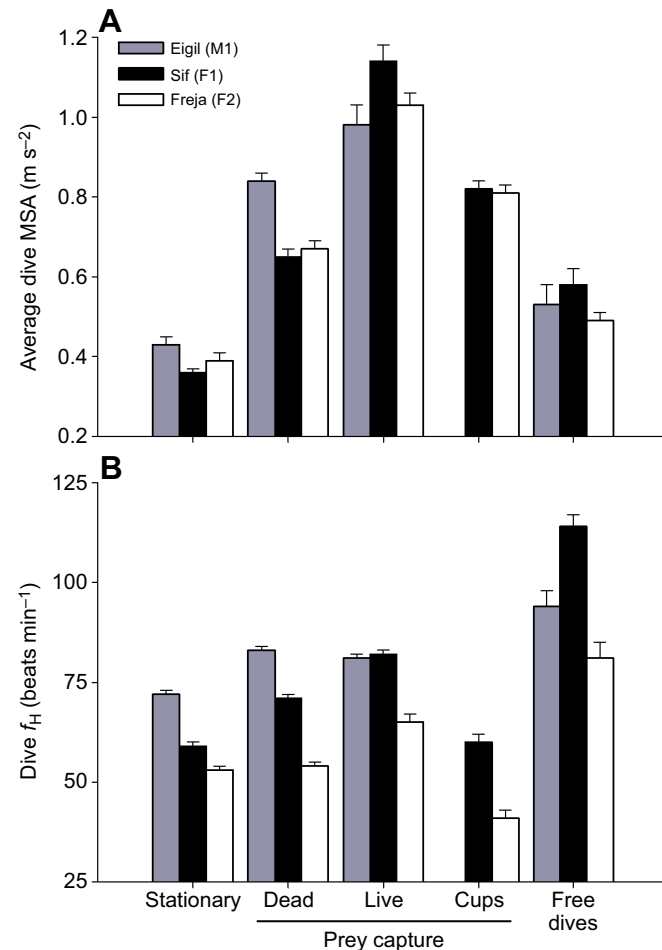 A
1.2
1.0
0.8
0.6
0.4
0.2
Average dive MSA (m s⁻²)
Eigil (M1)
Sif (F1)
Freja (F2)
B
125
100
75
50
25
Dive fH (beats min⁻¹)
Stationary Dead Live Cups Free
dives
Prey capture